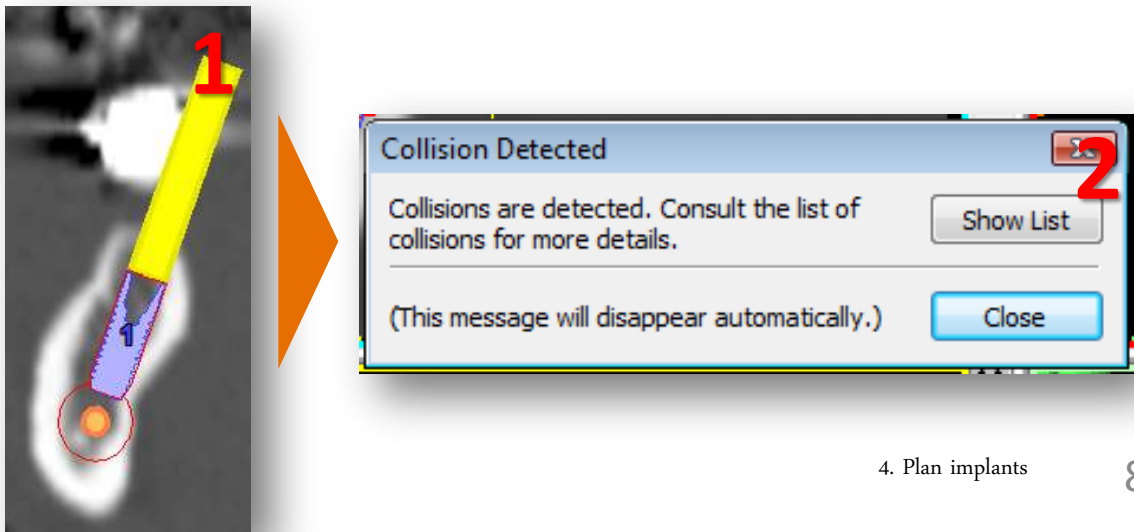 1
1
Collision Detected
2
Collisions are detected. Consult the list of
collisions for more details.
Show List
(This message will disappear automatically.)
Close
4. Plan implants